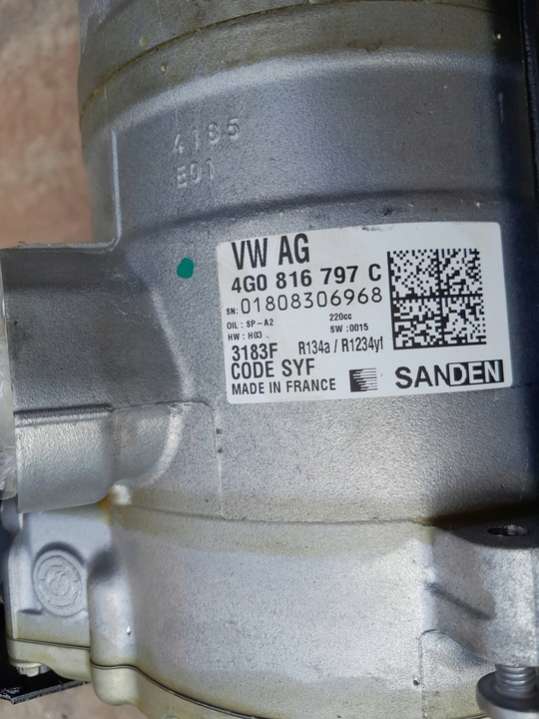 4185
E01
VW AG
4G0 816 797 C
SN: 01808306968
OIL: SP-A2 220cc
HW: H03 SW: 0015
3183F R134a / R1234yf
CODE SYF
MADE IN FRANCE SANDEN